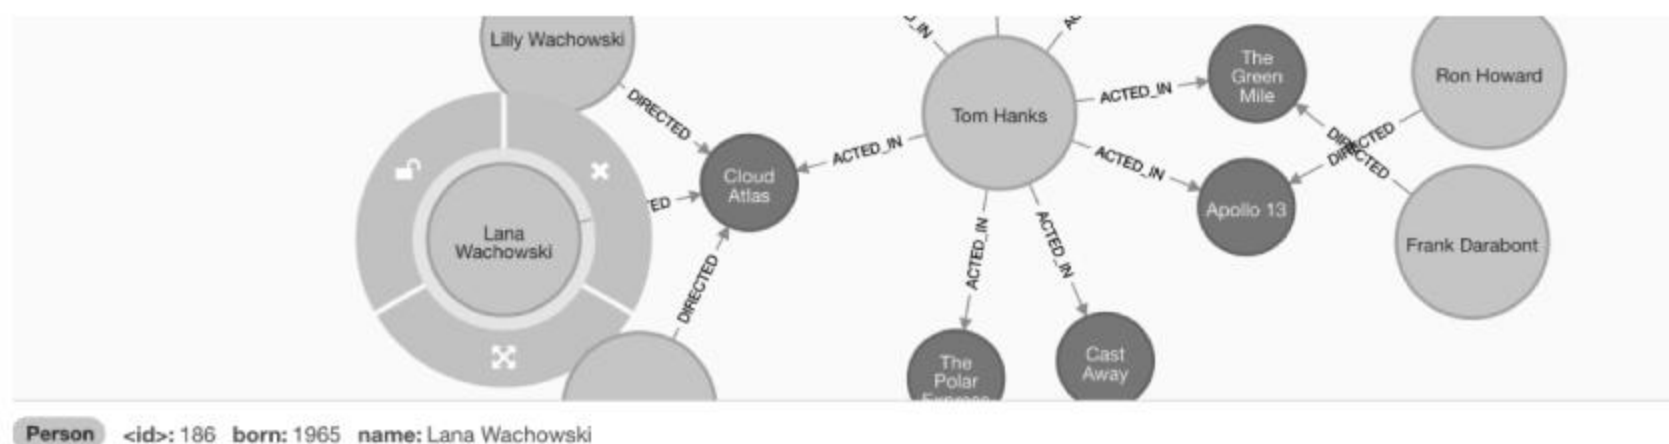 Lilly Wachowski
DIRECTED
Lana
Wachowski
Cloud
Atlas
DIRECTED
ACTED_IN
Tom Hanks
ACTED_IN
The
Green
Mile
ACTED_IN
Apollo 13
DIRECTED
DIRECTED
Ron Howard
Frank Darabont
ACTED_IN
ACTED_IN
The
Polar
Express
Cast
Away
Person <id>: 186 born: 1965 name: Lana Wachowski